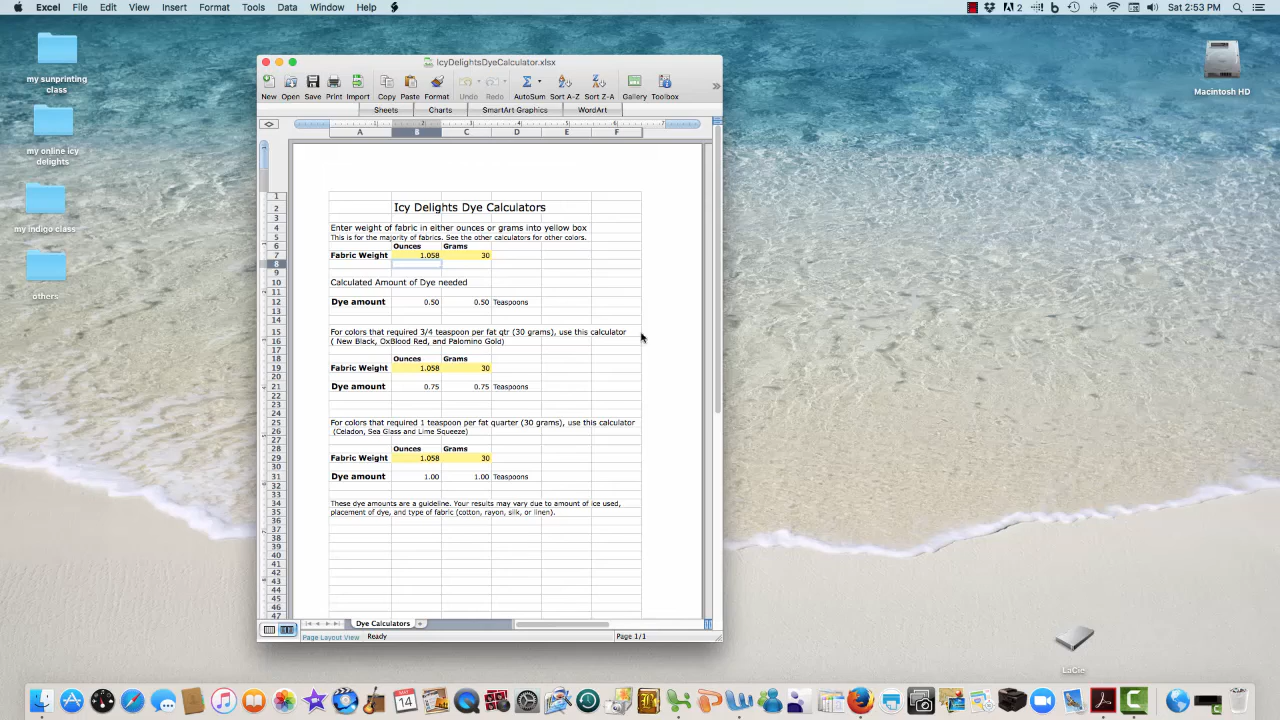 Excel File Edit View Insert Format Tools Data Window Help
2
Sat 2:53 PM
IcyDelightsDyeCalculator.xlsx
New Open Save Print Import Copy Paste Format Undo Redo AutoSum Sort A-Z Sort Z-A Gallery Toolbox
Sheets Charts SmartArt Graphics WordArt
A B C D E F
Icy Delights Dye Calculators
Enter weight of fabric in either ounces or grams into yellow box
This is for the majority of fabrics. See the other calculators for other colors.
Ounces Grams
Fabric Weight 1.058 30
Calculated Amount of Dye needed
Dye amount 0.50 0.50 Teaspoons
For colors that required 3/4 teaspoon per fat qtr (30 grams), use this calculator
( New Black, OxBlood Red, and Palomino Gold)
Ounces Grams
Fabric Weight 1.058 30
Dye amount 0.75 0.75 Teaspoons
For colors that required 1 teaspoon per fat quarter (30 grams), use this calculator
(Celadon, Sea Glass and Lime Squeeze)
Ounces Grams
Fabric Weight 1.058 30
Dye amount 1.00 1.00 Teaspoons
These dye amounts are a guideline. Your results may vary due to amount of ice used,
placement of dye, and type of fabric (cotton, rayon, silk, or linen).
Dye Calculators
Page Layout View Ready Page 1/1
my sunprinting
class
my online icy
delights
my indigo class
others
Macintosh HD
LaCie
14